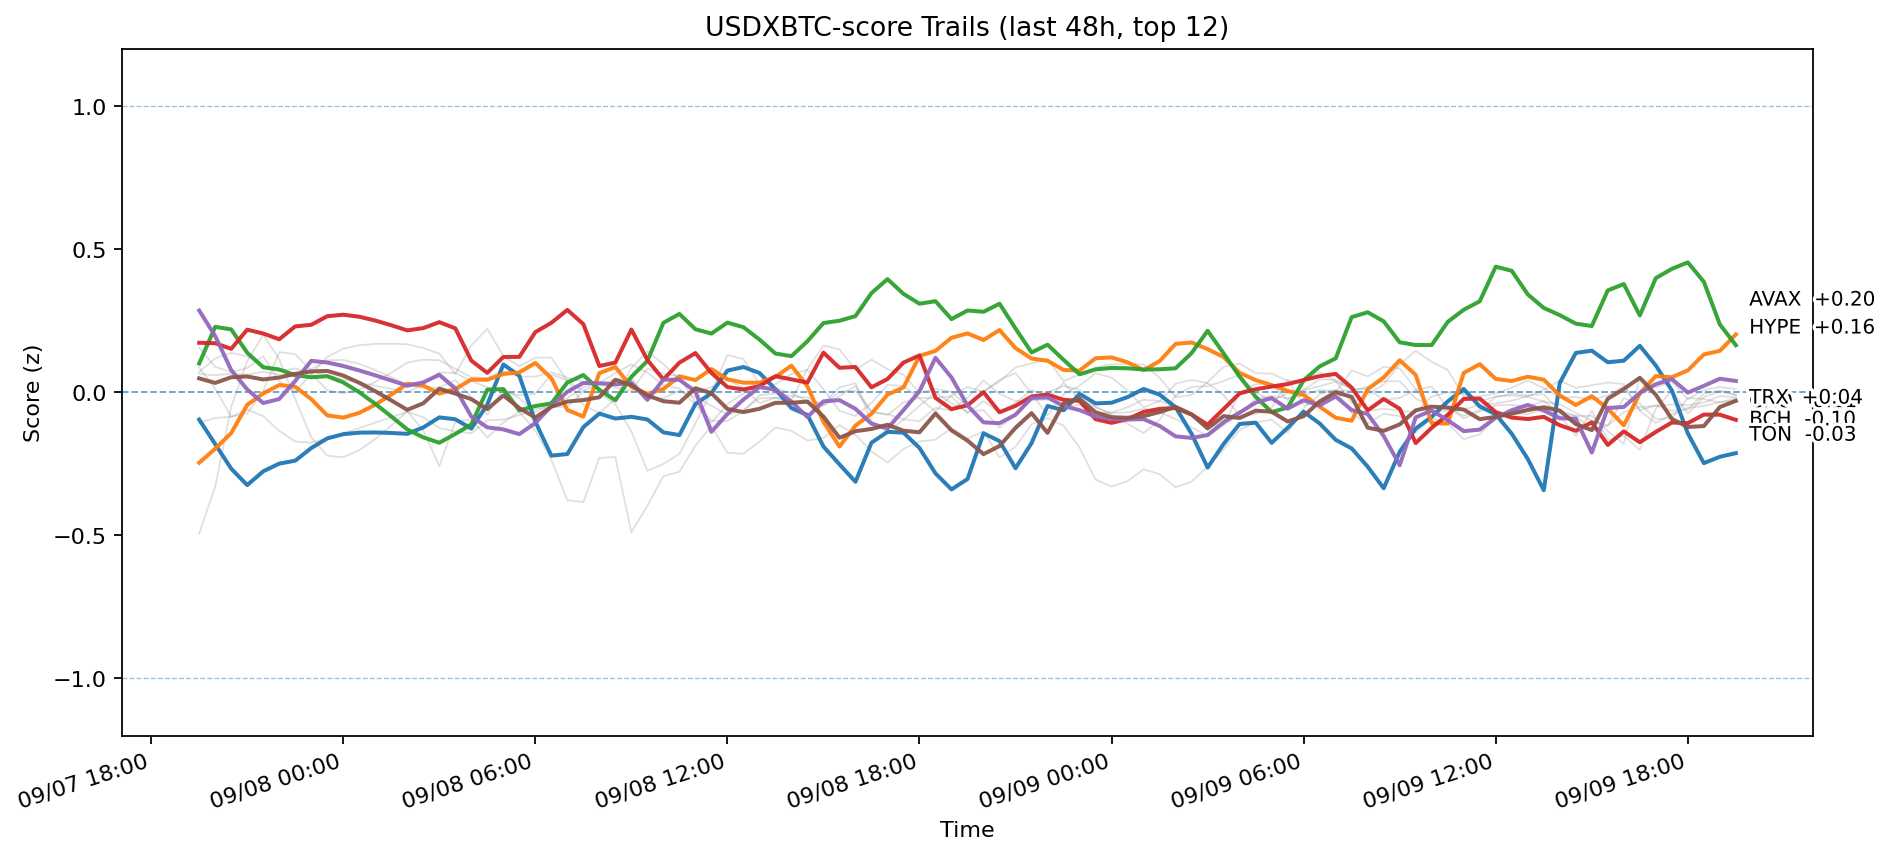 USDXBTC-score Trails (last 48h, top 12)
Score (z)
1.0
0.5
0.0
−0.5
−1.0
AVAX +0.20
HYPE +0.16
TRX +0.04
BCH -0.10
TON -0.03
09/07 18:00
09/08 00:00
09/08 06:00
09/08 12:00
09/08 18:00
09/09 00:00
09/09 06:00
09/09 12:00
09/09 18:00
Time